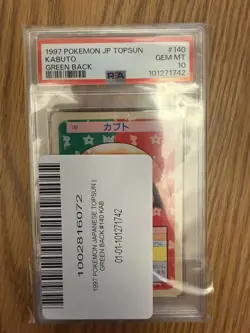 1997 POKEMON JP TOPSUN #140
KABUTO GEM MT
GREEN BACK 10
PSA 101271742
カブト
1002816072
1997 POKEMON JAPANESE TOPSUN |
GREEN BACK #140 KAB
01-01-101271742